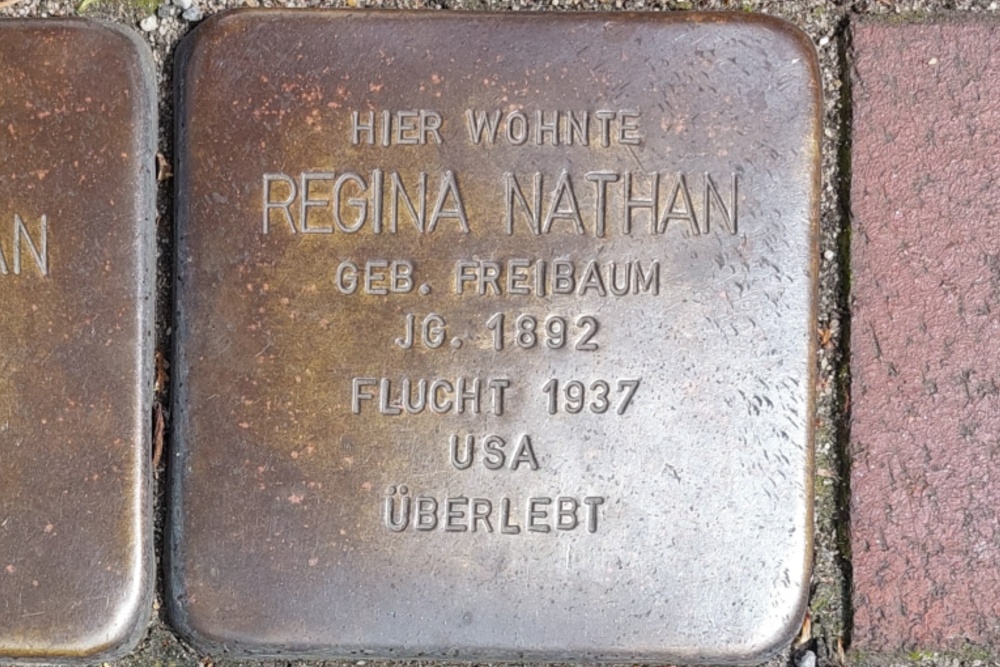 HIER WOHNTE
REGINA NATHAN
GEB. FREIBAUM
JG. 1892
FLUCHT 1937
USA
ÜBERLEBT